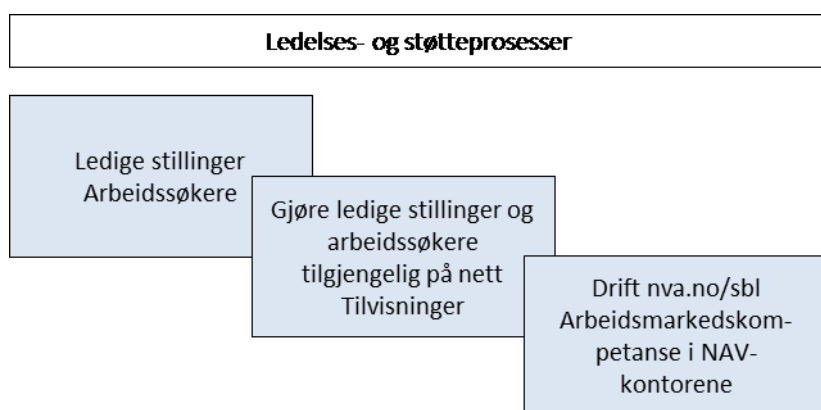 Ledelses- og støtteprosesser
Ledige stillinger
Arbeidssøkere
Gjøre ledige stillinger og
arbeidssøkere
tilgjengelig på nett
Tilvisninger
Drift nva.no/sbl
Arbeidsmarkedskom-
petanse i NAV-
kontorene